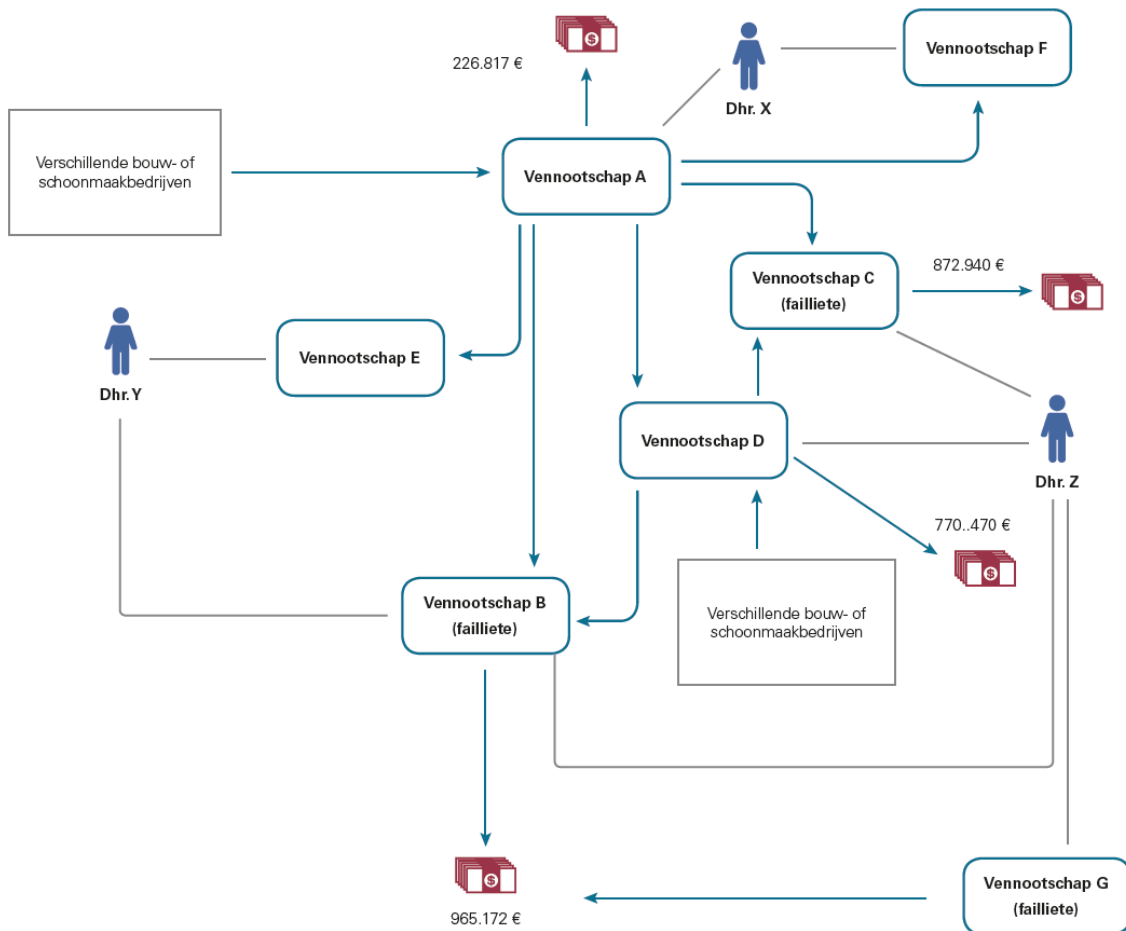 226.817 €
Vennootschap F
Dhr. X
Verschillende bouw- of
schoonmaakbedrijven
Vennootschap A
Vennootschap C
(failliete)
872.940 €
Vennootschap E
Dhr. Y
Vennootschap D
Dhr. Z
770..470 €
Vennootschap B
(failliete)
Verschillende bouw- of
schoonmaakbedrijven
965.172 €
Vennootschap G
(failliete)